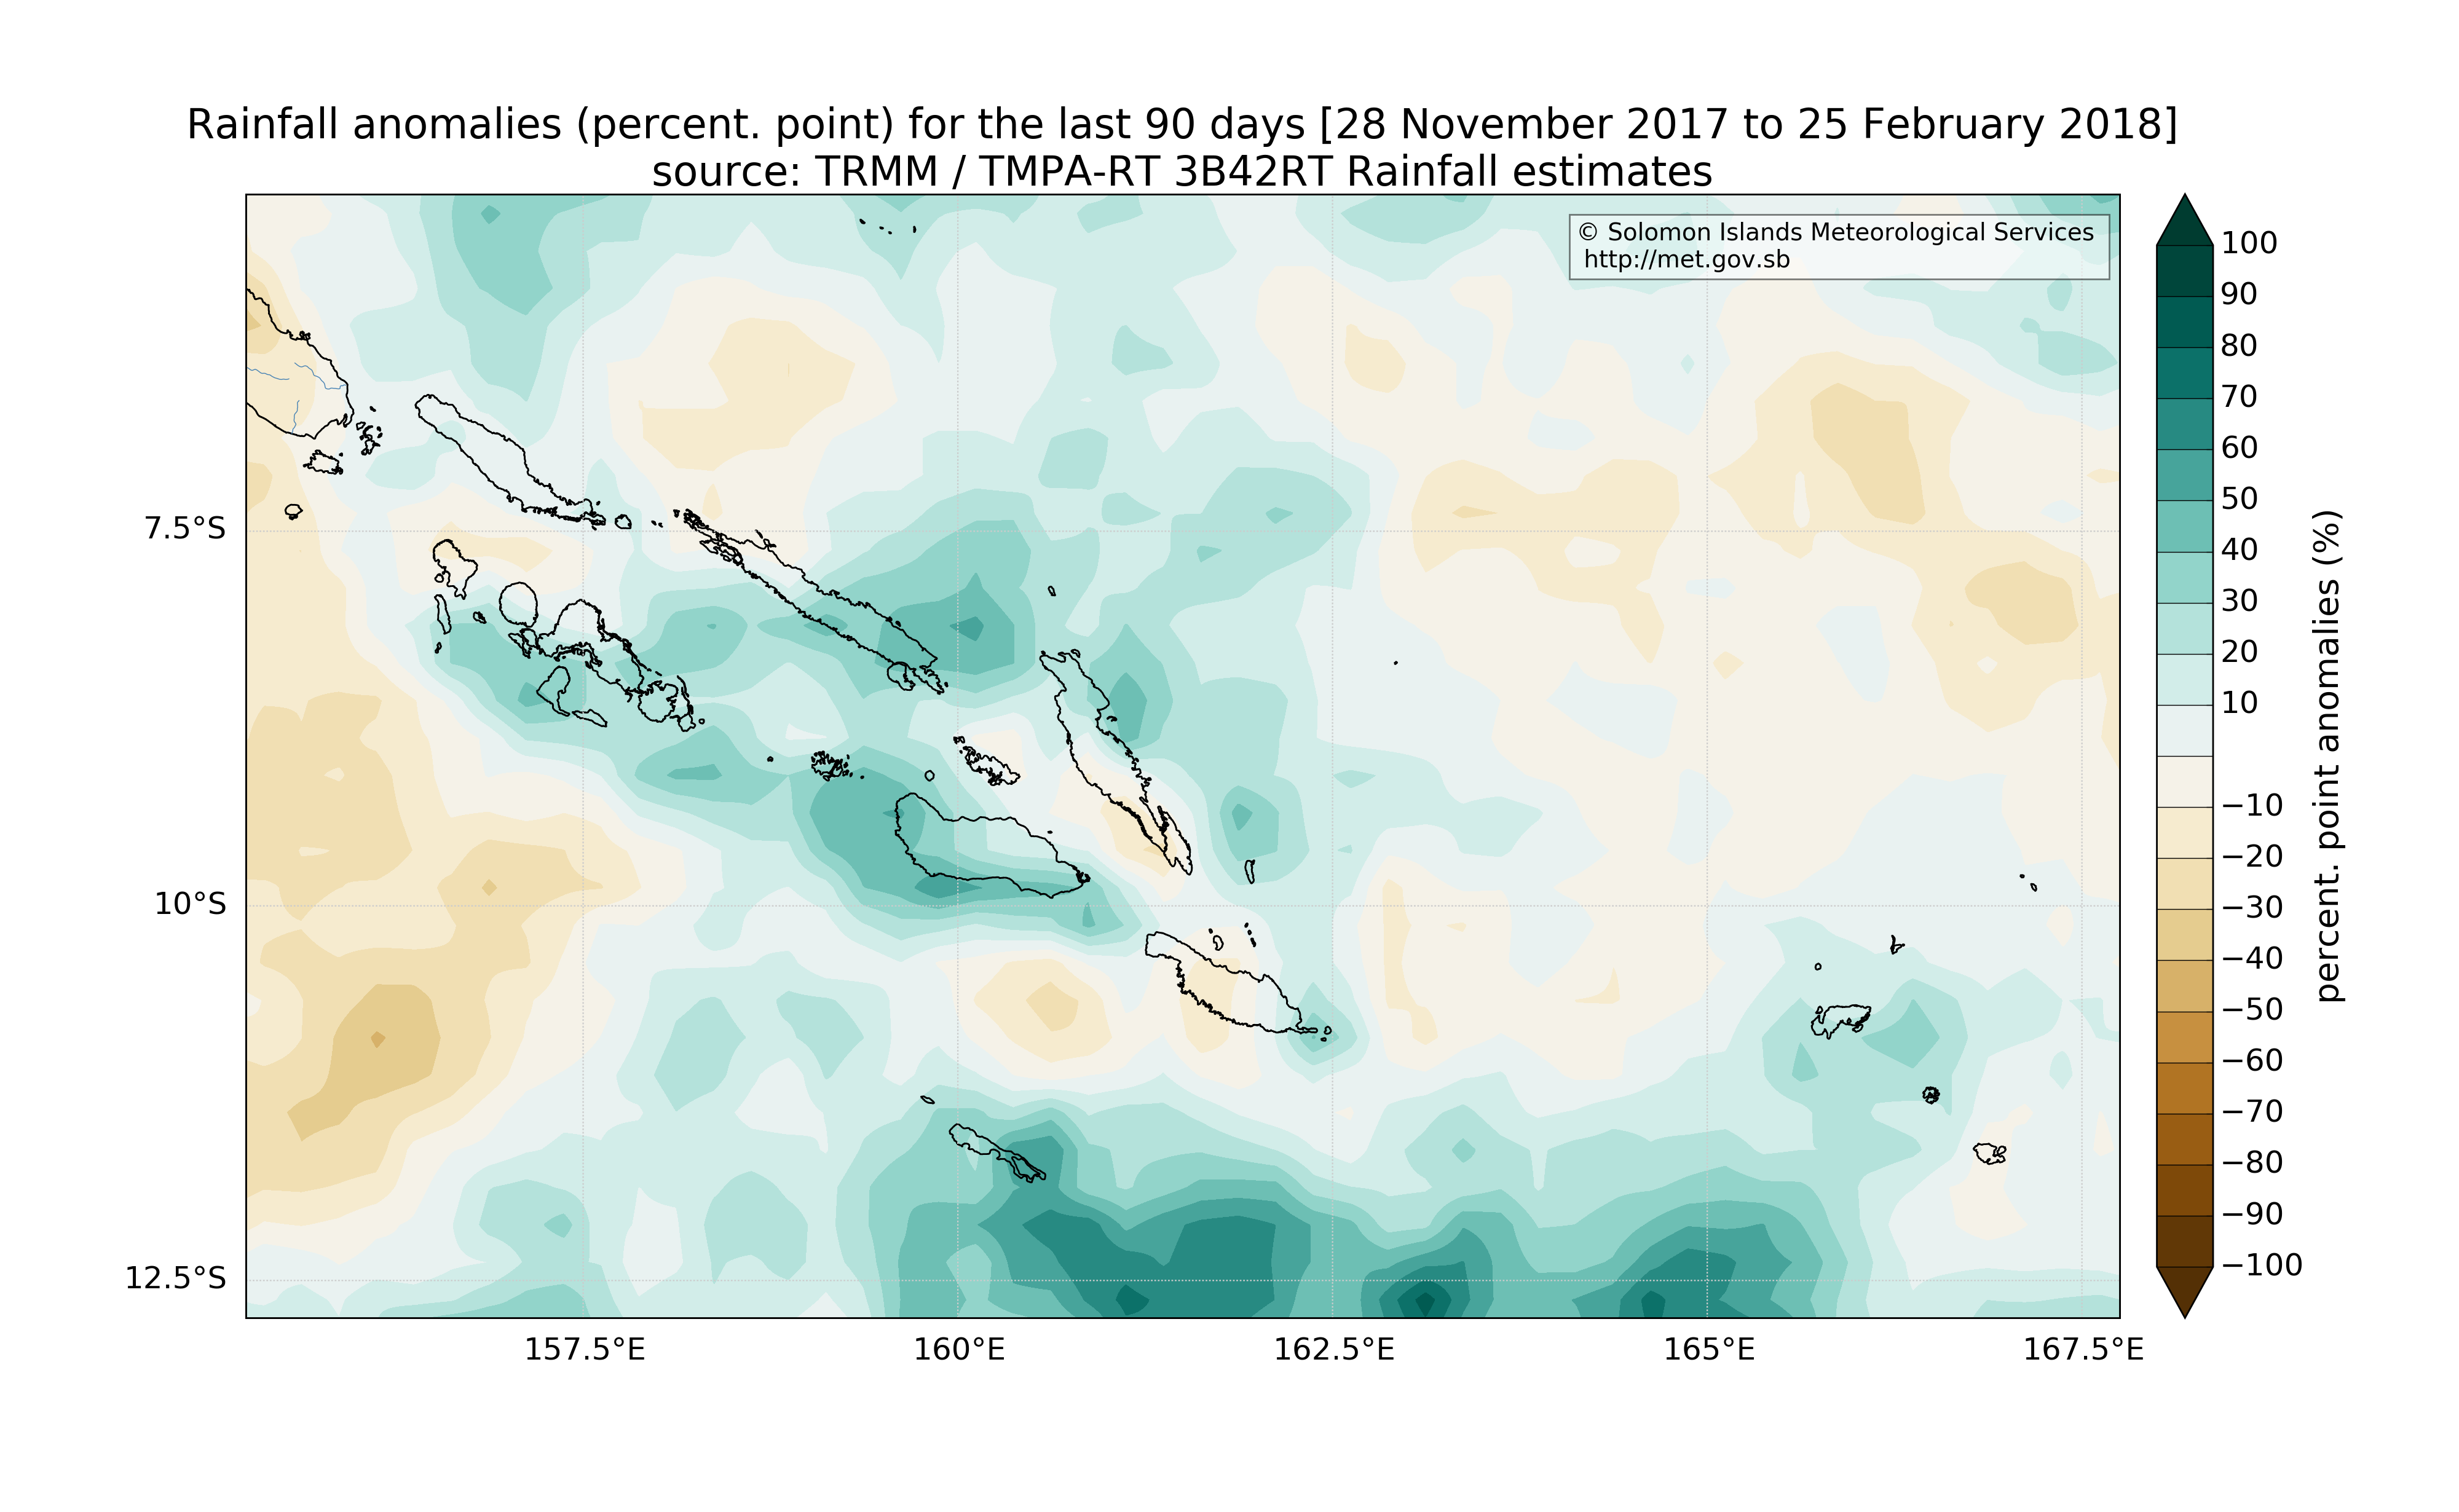 Rainfall anomalies (percent. point) for the last 90 days [28 November 2017 to 25 February 2018]
source: TRMM / TMPA-RT 3B42RT Rainfall estimates
© Solomon Islands Meteorological Services
http://met.gov.sb
7.5°S
10°S
12.5°S
157.5°E
160°E
162.5°E
165°E
167.5°E
100
90
80
70
60
50
40
30
20
10
−10
−20
−30
−40
−50
−60
−70
−80
−90
−100
percent. point anomalies (%)